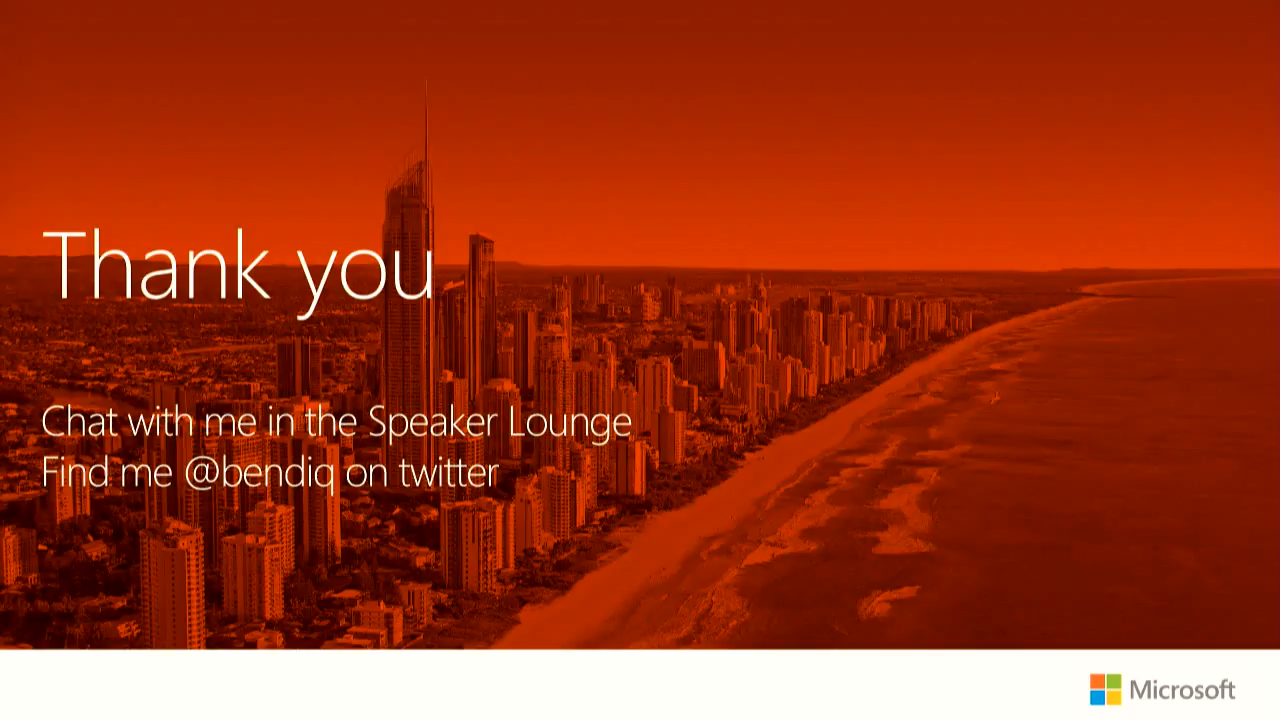 Thank you
Chat with me in the Speaker Lounge
Find me @bendiq on twitter
Microsoft